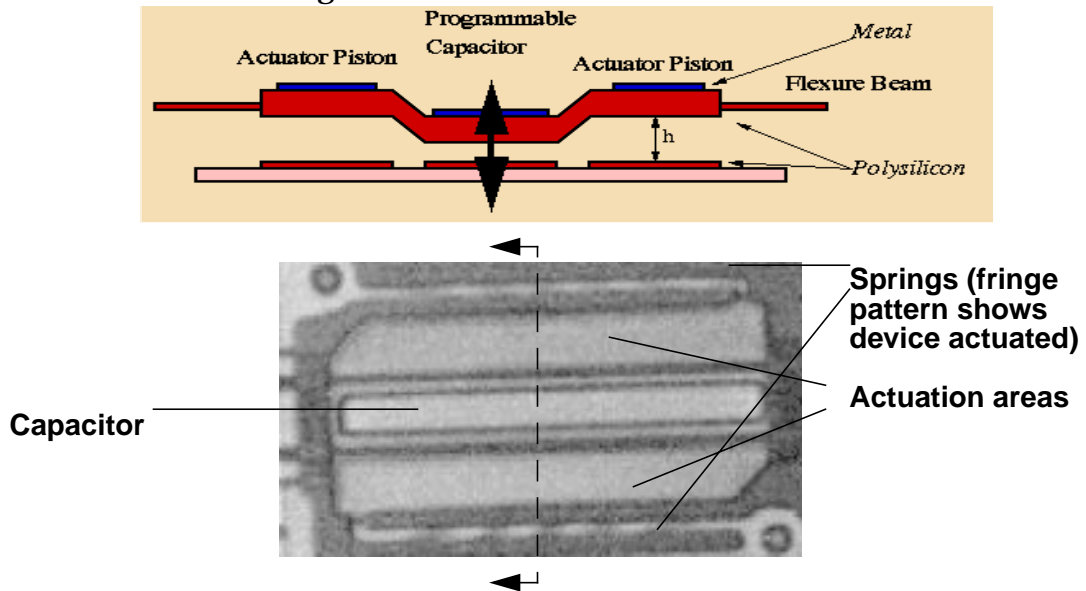 Programmable
Capacitor
Metal
Actuator Piston
Actuator Piston
Flexure Beam
h
Polysilicon
Springs (fringe
pattern shows
device actuated)
Actuation areas
Capacitor